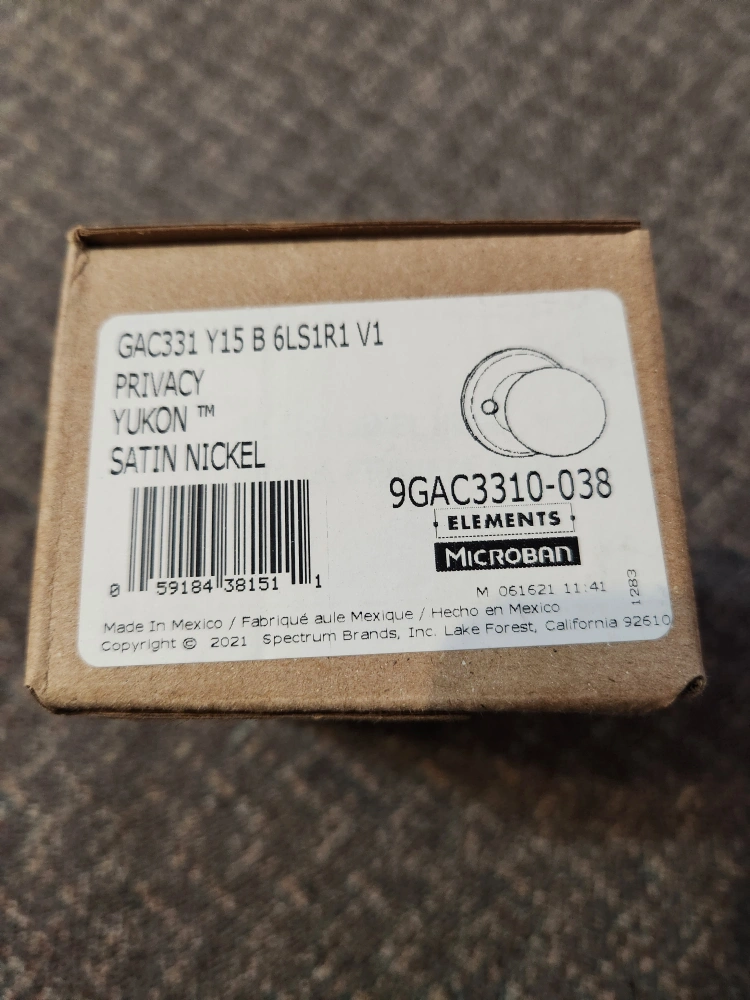 GAC331 Y15 B 6LS1R1 V1
PRIVACY
YUKON ™
SATIN NICKEL
9GAC3310-038
ELEMENTS
MICROBAN
0 59184 38151 1
M 061621 11:41
1283
Made In Mexico / Fabriqué aule Mexique / Hecho en Mexico
Copyright © 2021 Spectrum Brands, Inc. Lake Forest, California 92610